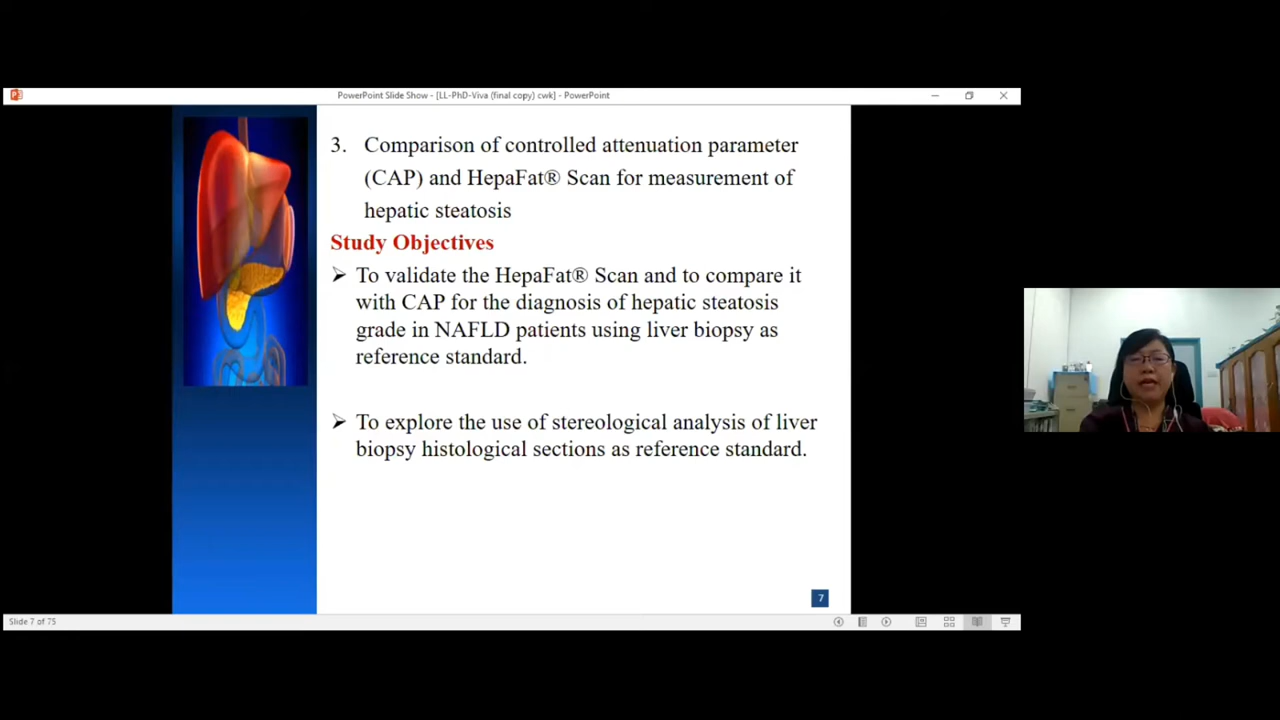 PowerPoint Slide Show - [LL-PhD-Viva (final copy) cwk] - PowerPoint
3. Comparison of controlled attenuation parameter
(CAP) and HepaFat® Scan for measurement of
hepatic steatosis
Study Objectives
➢ To validate the HepaFat® Scan and to compare it
with CAP for the diagnosis of hepatic steatosis
grade in NAFLD patients using liver biopsy as
reference standard.
➢ To explore the use of stereological analysis of liver
biopsy histological sections as reference standard.
7
Slide 7 of 75